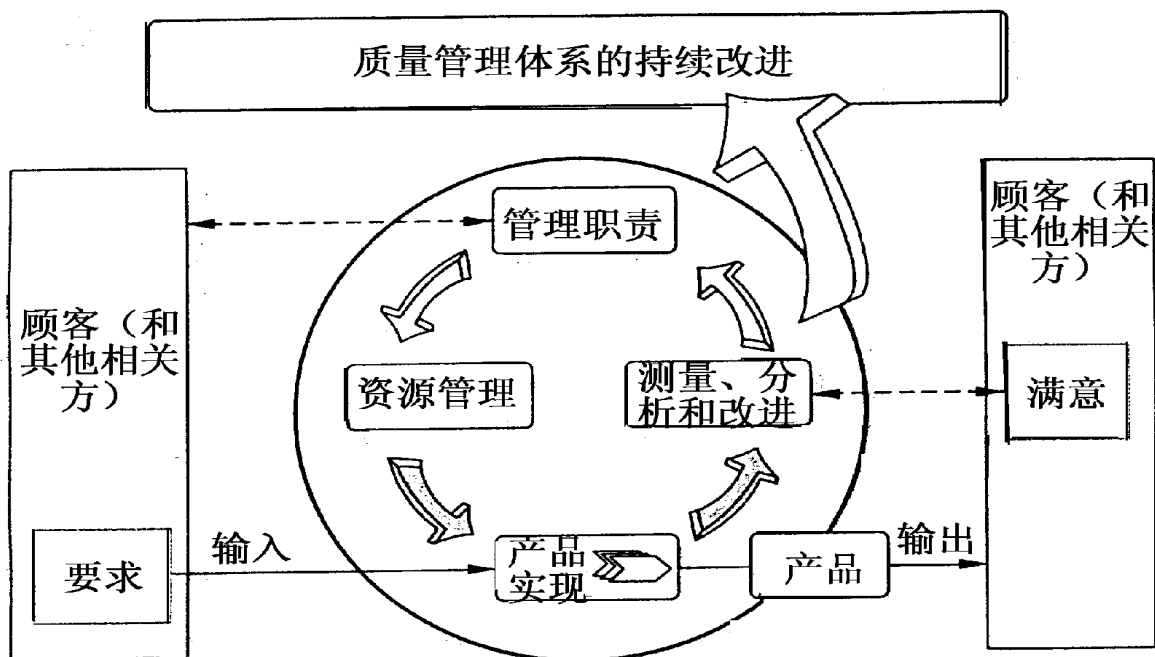 质量管理体系的持续改进
顾客（和
其他相关
方）
要求
输入
管理职责
资源管理
测量、分
析和改进
产品
实现
产品
输出
顾客（和
其他相关
方）
满意